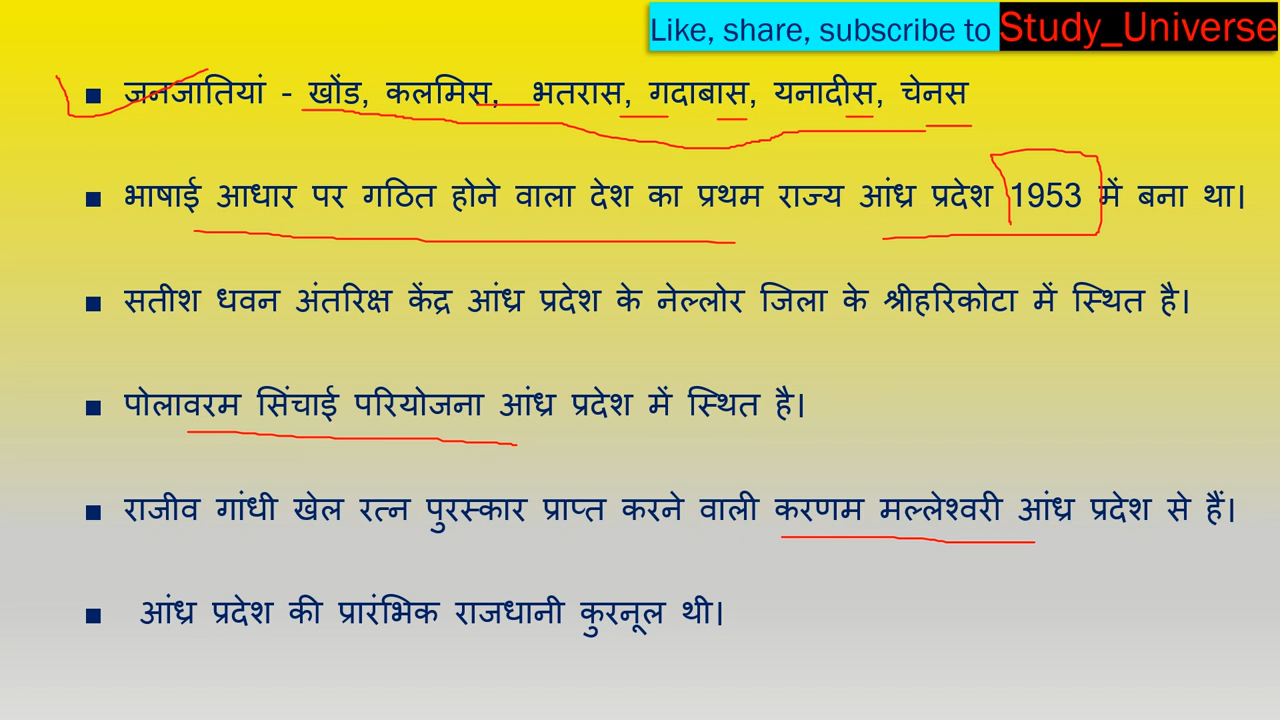 Like, share, subscribe to Study_Universe
▪ जनजातियां - खोंड, कलमिस, भतरास, गदाबास, यनादीस, चेनस
▪ भाषाई आधार पर गठित होने वाला देश का प्रथम राज्य आंध्र प्रदेश 1953 में बना था।
▪ सतीश धवन अंतरिक्ष केंद्र आंध्र प्रदेश के नेल्लोर जिला के श्रीहरिकोटा में स्थित है।
▪ पोलावरम सिंचाई परियोजना आंध्र प्रदेश में स्थित है।
▪ राजीव गांधी खेल रत्न पुरस्कार प्राप्त करने वाली करणम मल्लेश्वरी आंध्र प्रदेश से हैं।
▪ आंध्र प्रदेश की प्रारंभिक राजधानी कुरनूल थी।